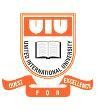 UIU
UNITED INTERNATIONAL UNIVERSITY
QUEST FOR EXCELLENCE